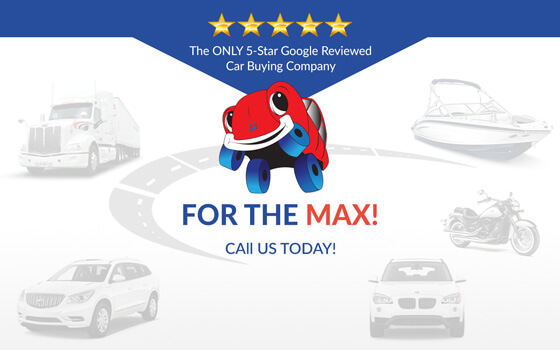 The ONLY 5-Star Google Reviewed
Car Buying Company
FOR THE MAX!
CAll US TODAY!